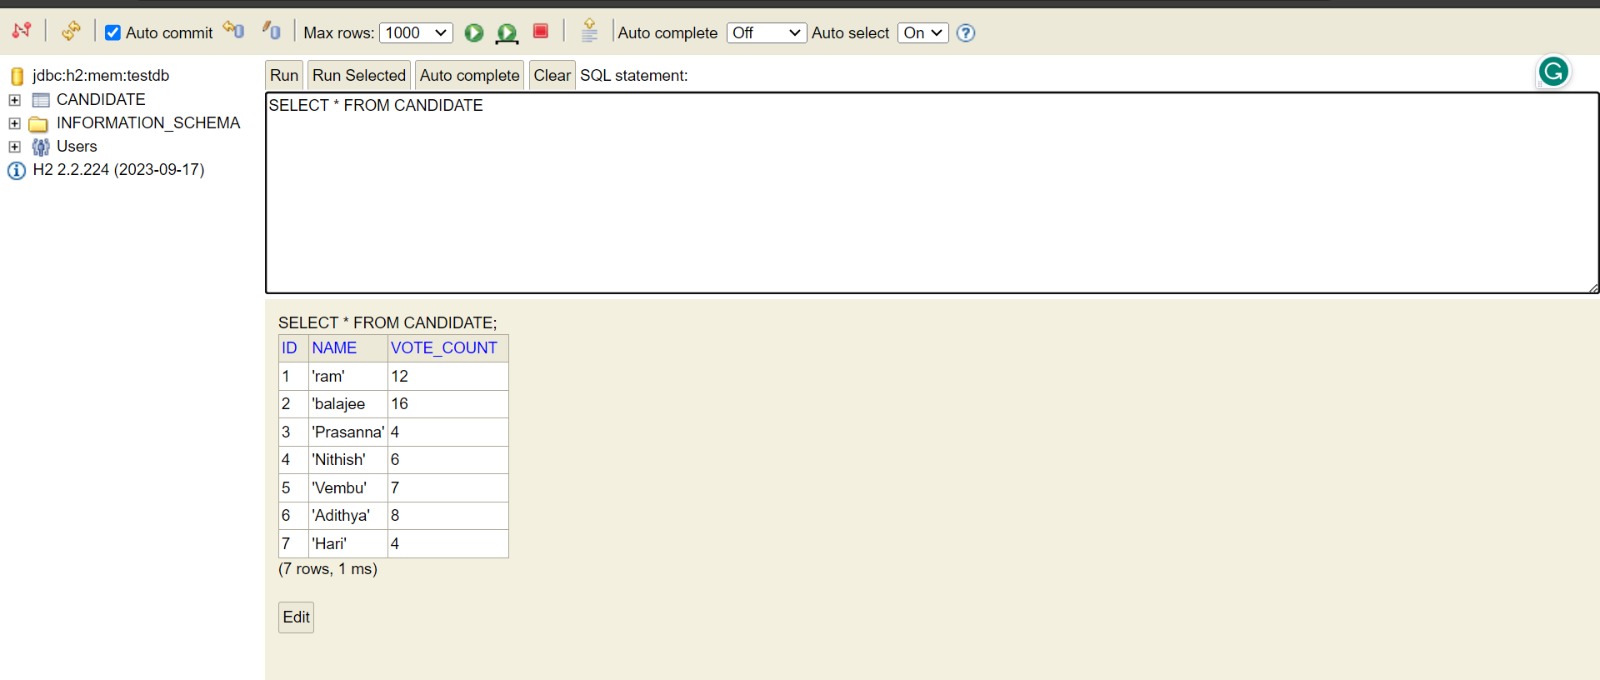 Auto commit Max rows: 1000 Auto complete Off Auto select On
jdbc:h2:mem:testdb
CANDIDATE
INFORMATION_SCHEMA
Users
H2 2.2.224 (2023-09-17)
Run Run Selected Auto complete Clear SQL statement:
SELECT * FROM CANDIDATE
SELECT * FROM CANDIDATE;
ID NAME VOTE_COUNT
1 'ram' 12
2 'balajee 16
3 'Prasanna' 4
4 'Nithish' 6
5 'Vembu' 7
6 'Adithya' 8
7 'Hari' 4
(7 rows, 1 ms)
Edit